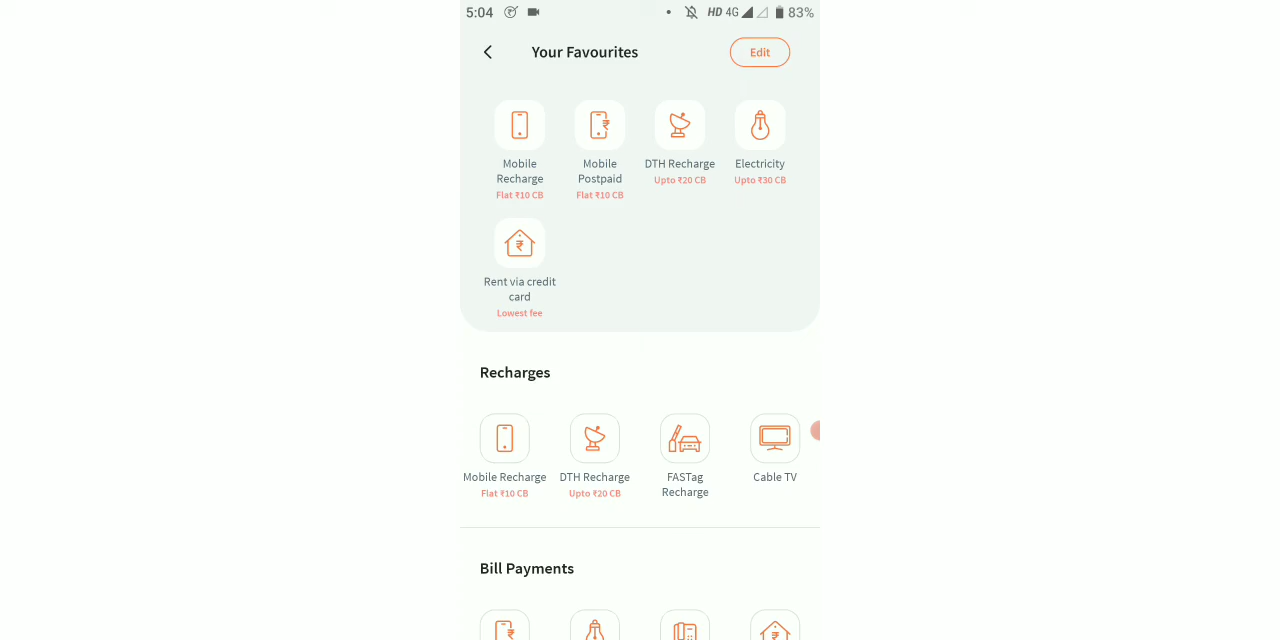 5:04 HD 4G 83%
Your Favourites Edit
Mobile Mobile DTH Recharge Electricity
Recharge Postpaid Upto ₹20 CB Upto ₹30 CB
Flat ₹10 CB Flat ₹10 CB
₹
Rent via credit
card
Lowest fee
Recharges
Mobile Recharge DTH Recharge FASTag Cable TV
Flat ₹10 CB Upto ₹20 CB Recharge
Bill Payments